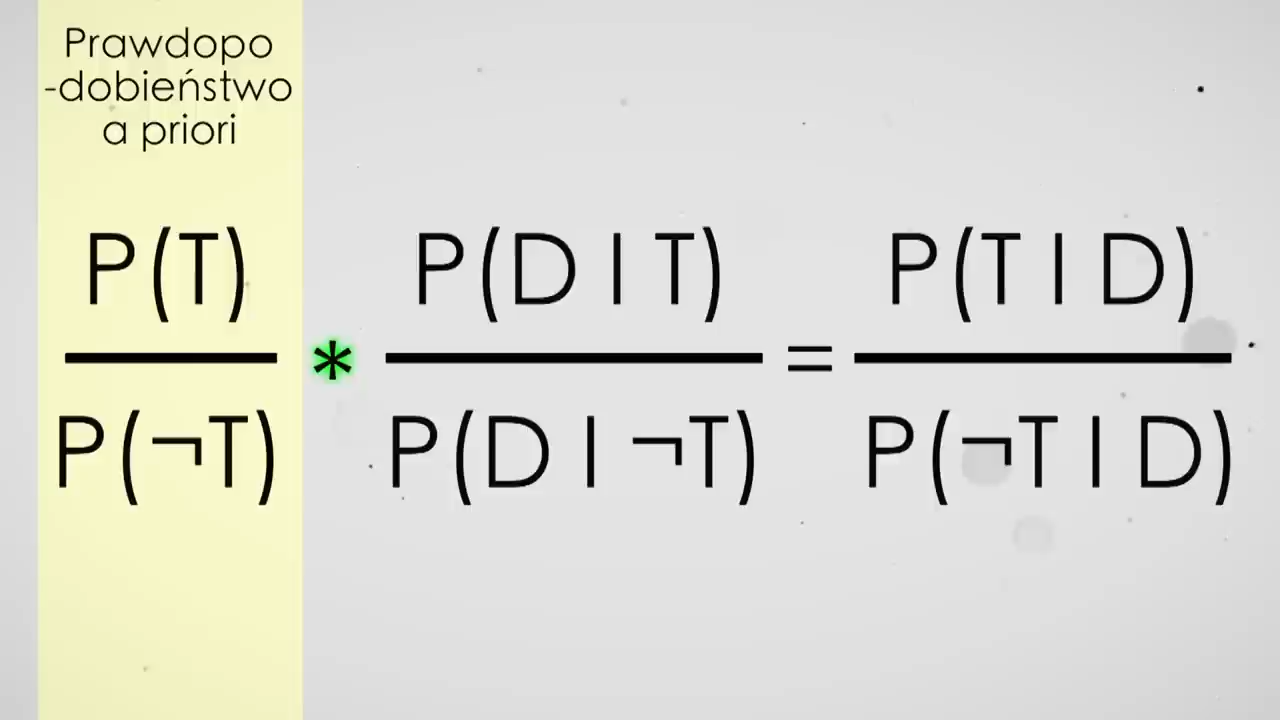 Prawdopo
-dobieństwo
a priori
P(T) P(D | T) P(T | D)
* =
P(¬T) P(D | ¬T) P(¬T | D)